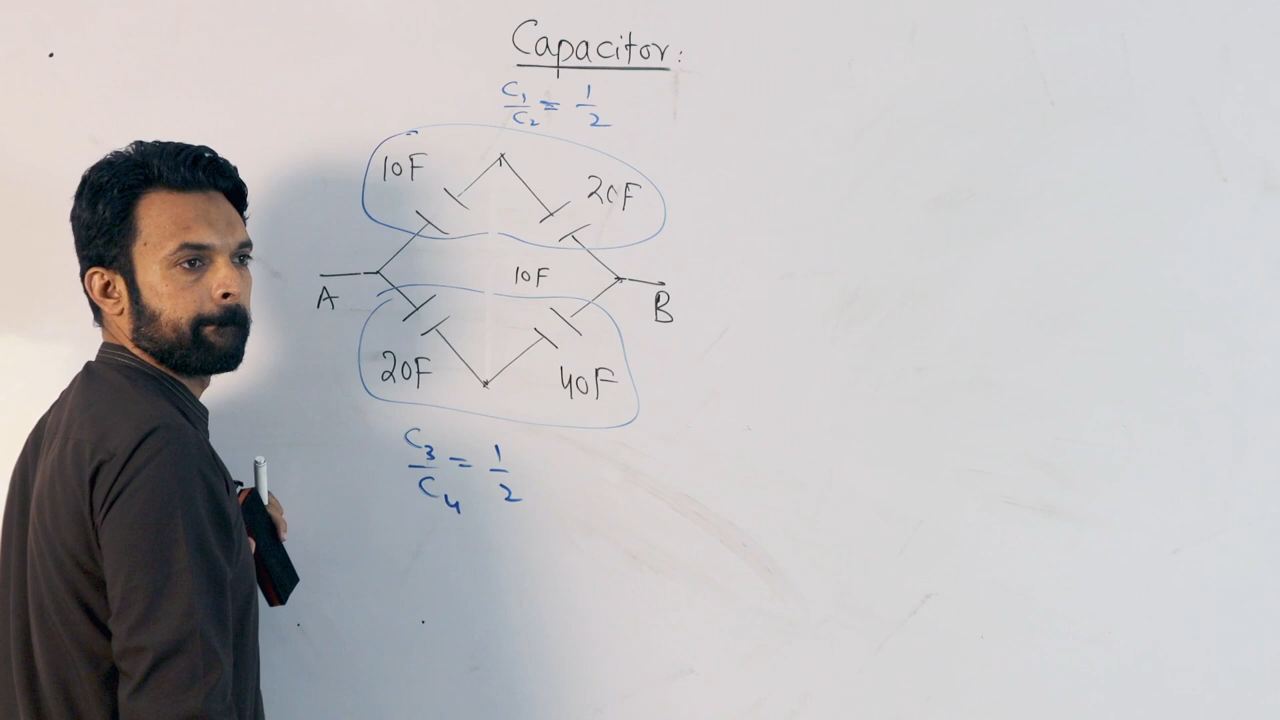 Capacitor:
C₁/C₂ = 1/2
10F
20F
10F
A
B
20F
40F
C₃/C₄ = 1/2